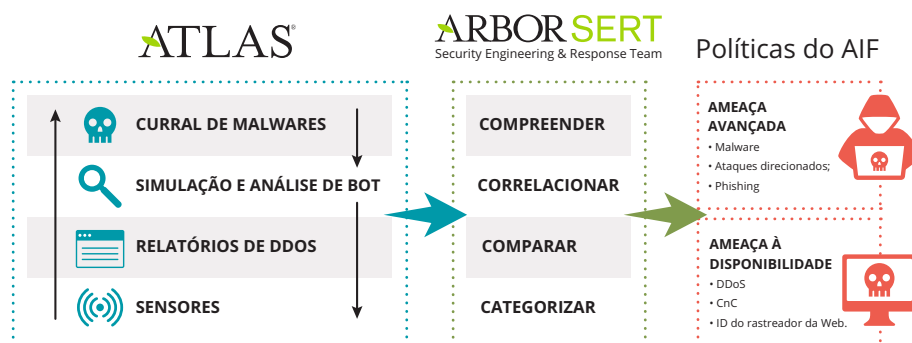 ATLAS®
CURRAL DE MALWARES
SIMULAÇÃO E ANÁLISE DE BOT
RELATÓRIOS DE DDOS
SENSORES
ARBOR SERT
Security Engineering & Response Team
COMPREENDER
CORRELACIONAR
COMPARAR
CATEGORIZAR
Políticas do AIF
AMEAÇA
AVANÇADA
• Malware
• Ataques direcionados;
• Phishing
AMEAÇA À
DISPONIBILIDADE
• DDoS
• CnC
• ID do rastreador da Web.